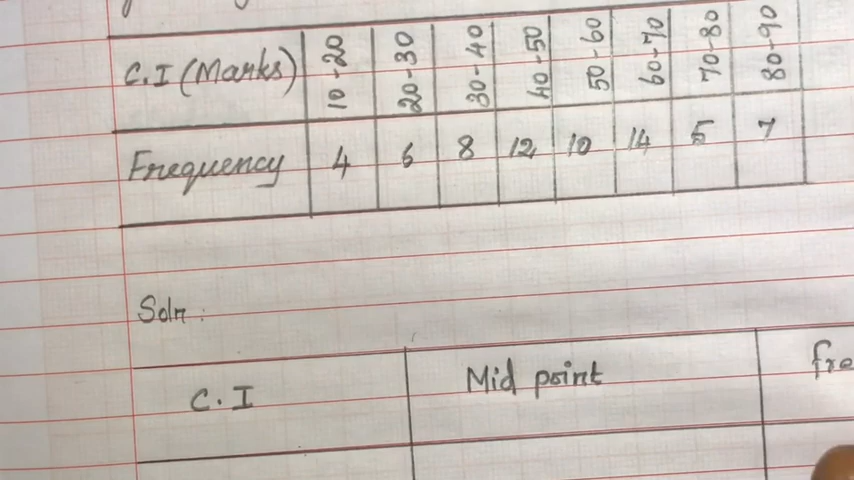 C.I (Marks) 10-20 20-30 30-40 40-50 50-60 60-70 70-80 80-90
Frequency 4 6 8 12 10 14 5 7
Soln:
C.I Mid point fre